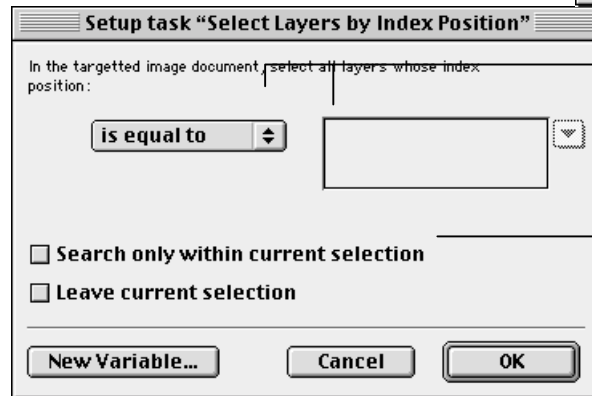 Setup task “Select Layers by Index Position”
In the targetted image document, select all layers whose index
position:
is equal to
Search only within current selection
Leave current selection
New Variable... Cancel OK